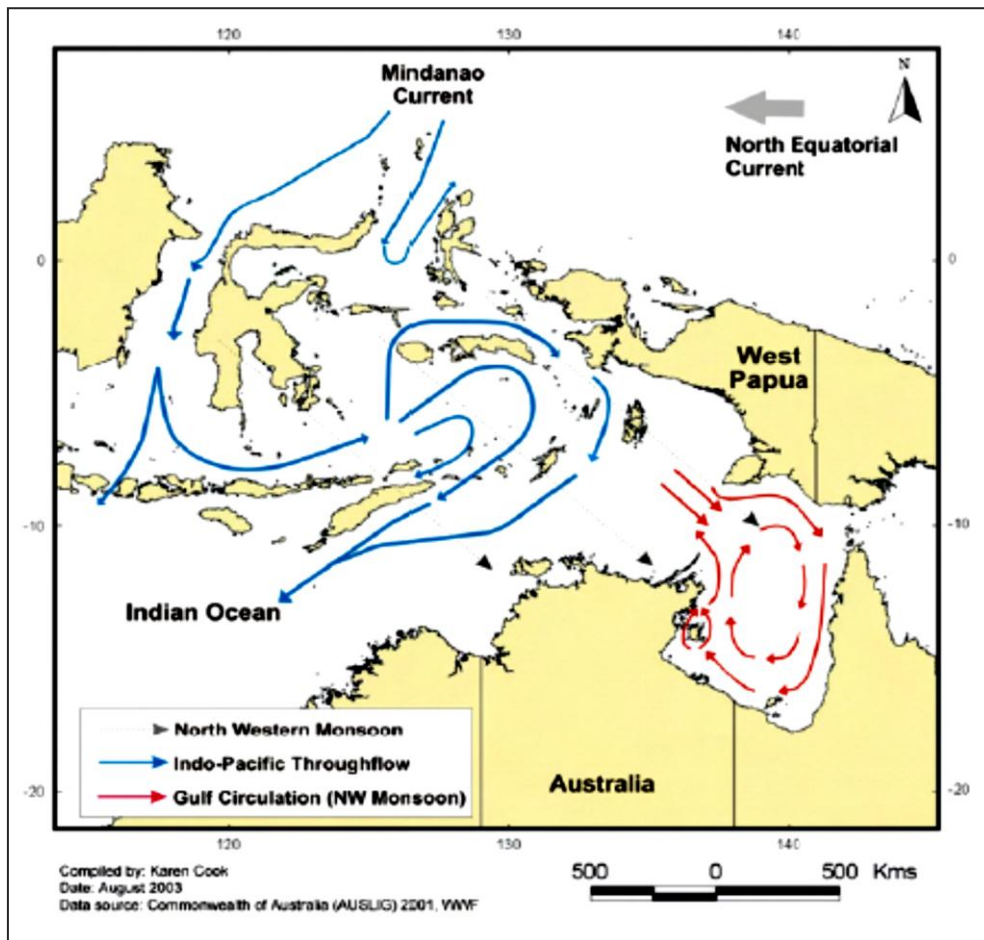 120 130 140
Mindanao
Current
N
North Equatorial
Current
0 0
West
Papua
-10 -10
Indian Ocean
North Western Monsoon
Indo-Pacific Throughflow
Gulf Circulation (NW Monsoon)
Australia
-20 -20
120 130 140
Compiled by: Karen Cook
Date: August 2003
Data source: Commonwealth of Australia (AUSLIG) 2001, WWF
500 0 500 Kms